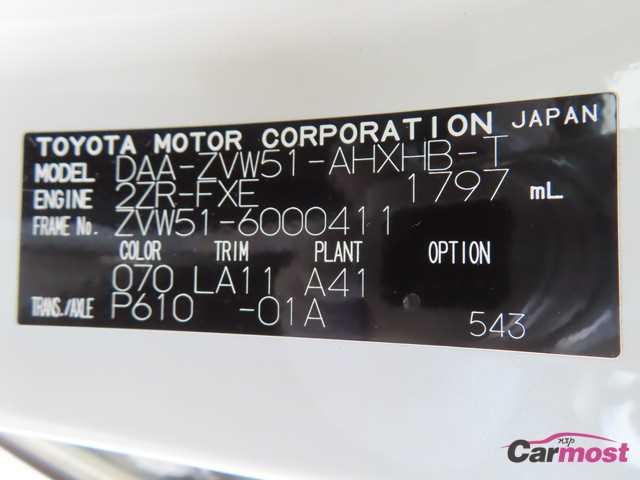 TOYOTA MOTOR CORPORATION JAPAN
MODEL DAA-ZVW51-AHXHB-T
ENGINE 2ZR-FXE 1797 mL
FRAME No. ZVW51-6000411
COLOR TRIM PLANT OPTION
070 LA11 A41
TRANS./AXLE P610 -01A
543
nxp
Carmost